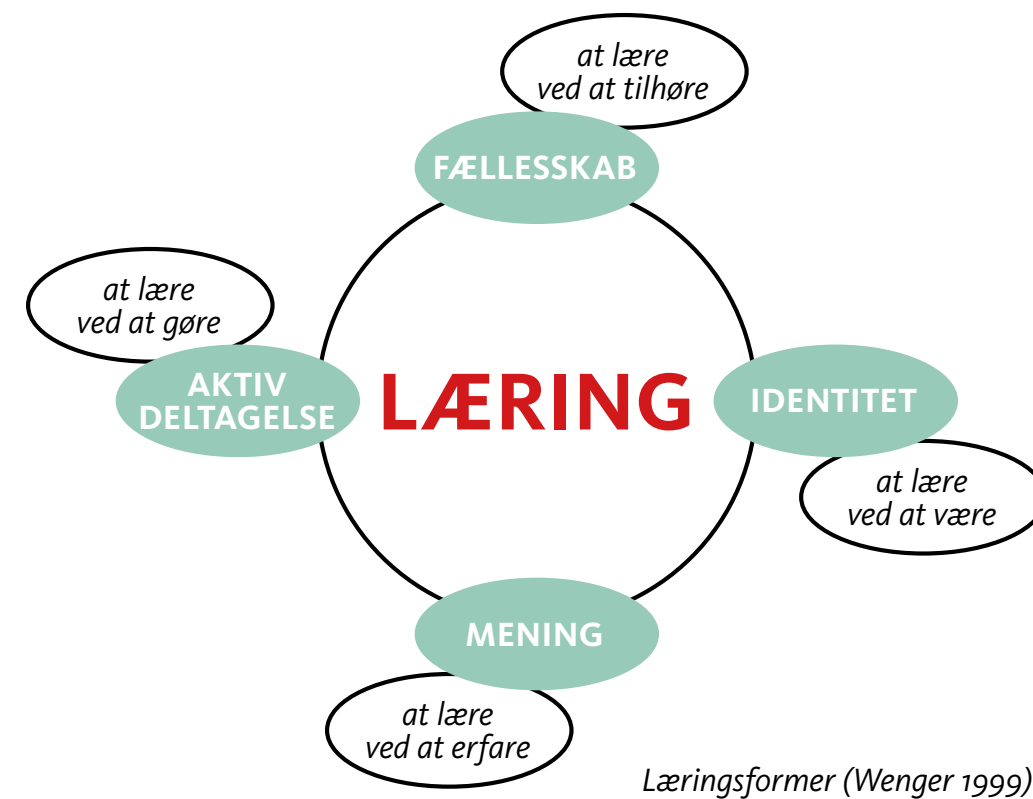 at lære
ved at tilhøre
FÆLLESSKAB
at lære
ved at gøre
AKTIV
DELTAGELSE
LÆRING
IDENTITET
at lære
ved at være
MENING
at lære
ved at erfare
Læringsformer (Wenger 1999)